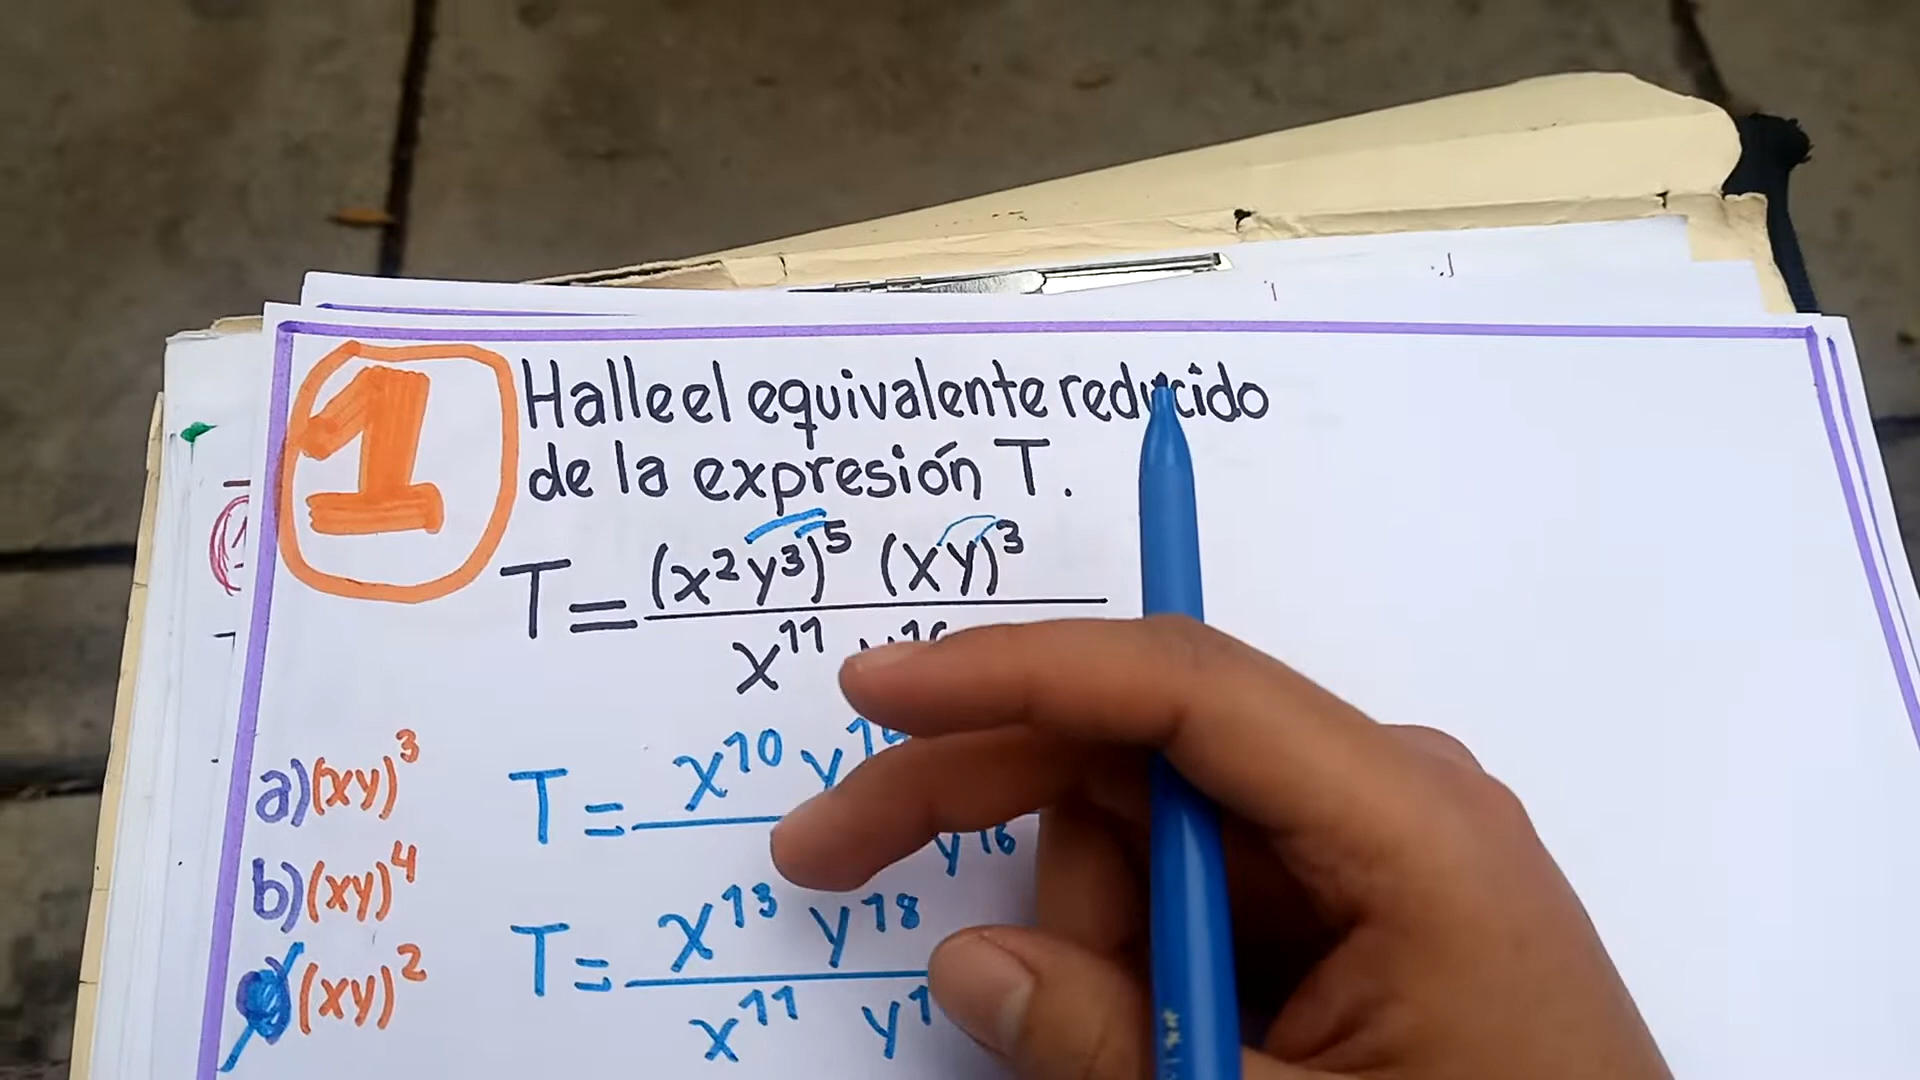 1
Halle el equivalente reducido
de la expresión T.
T = (x²y³)⁵ (xy)³
x¹¹
a) (xy)³
T = x¹⁰ y
y¹⁶
b) (xy)⁴
T = x¹³ y¹⁸
(xy)²
x¹¹ y